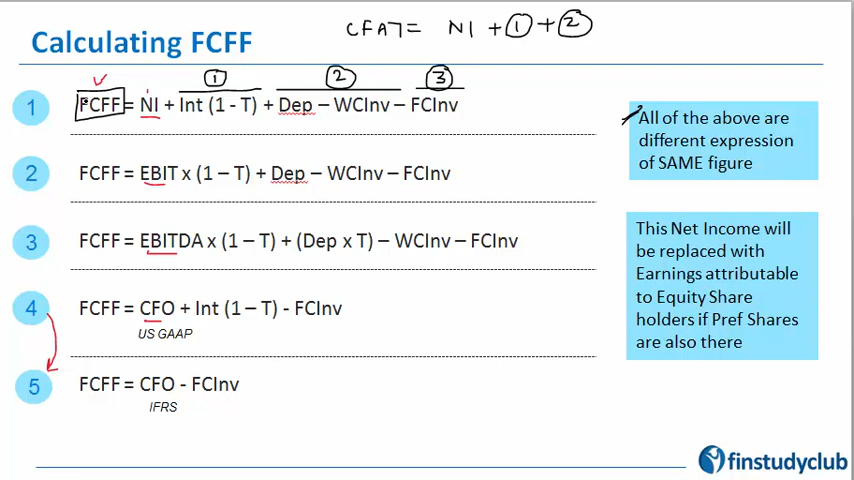 Calculating FCFF
CFAT = NI + ① + ②
① ② ③
1 FCFF = NI + Int (1 - T) + Dep – WCInv – FCInv
2 FCFF = EBIT x (1 – T) + Dep – WCInv – FCInv
3 FCFF = EBITDA x (1 – T) + (Dep x T) – WCInv – FCInv
4 FCFF = CFO + Int (1 – T) - FCInv
US GAAP
5 FCFF = CFO - FCInv
IFRS
All of the above are
different expression
of SAME figure
This Net Income will
be replaced with
Earnings attributable
to Equity Share
holders if Pref Shares
are also there
finstudyclub